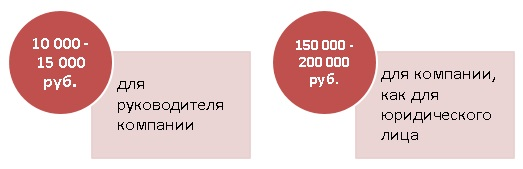 10 000 -
15 000
руб.
для
руководителя
компании
150 000 -
200 000
руб.
для компании,
как для
юридического
лица